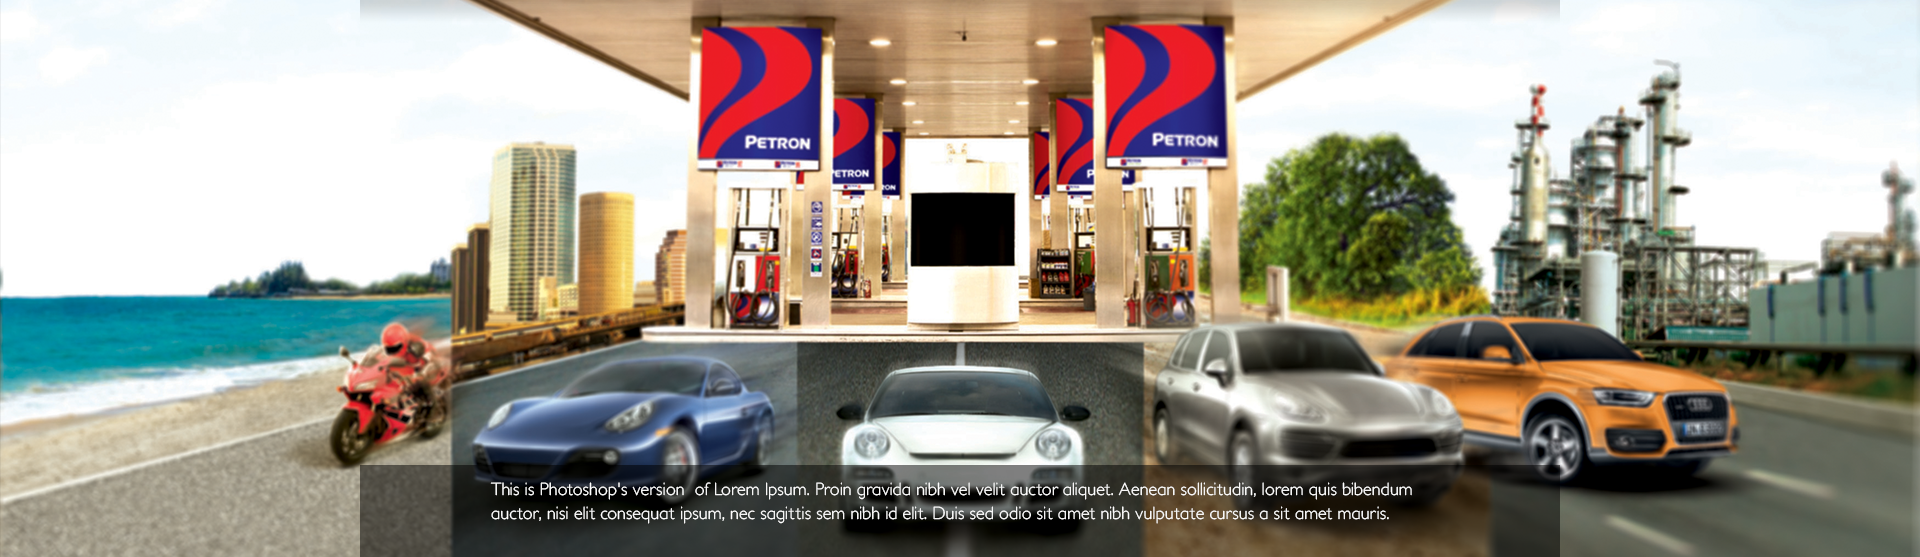 PETRON
PETRON
PETRON
This is Photoshop's version  of Lorem Ipsum. Proin gravida nibh vel velit auctor aliquet. Aenean sollicitudin, lorem quis bibendum
auctor, nisi elit consequat ipsum, nec sagittis sem nibh id elit. Duis sed odio sit amet nibh vulputate cursus a sit amet mauris.